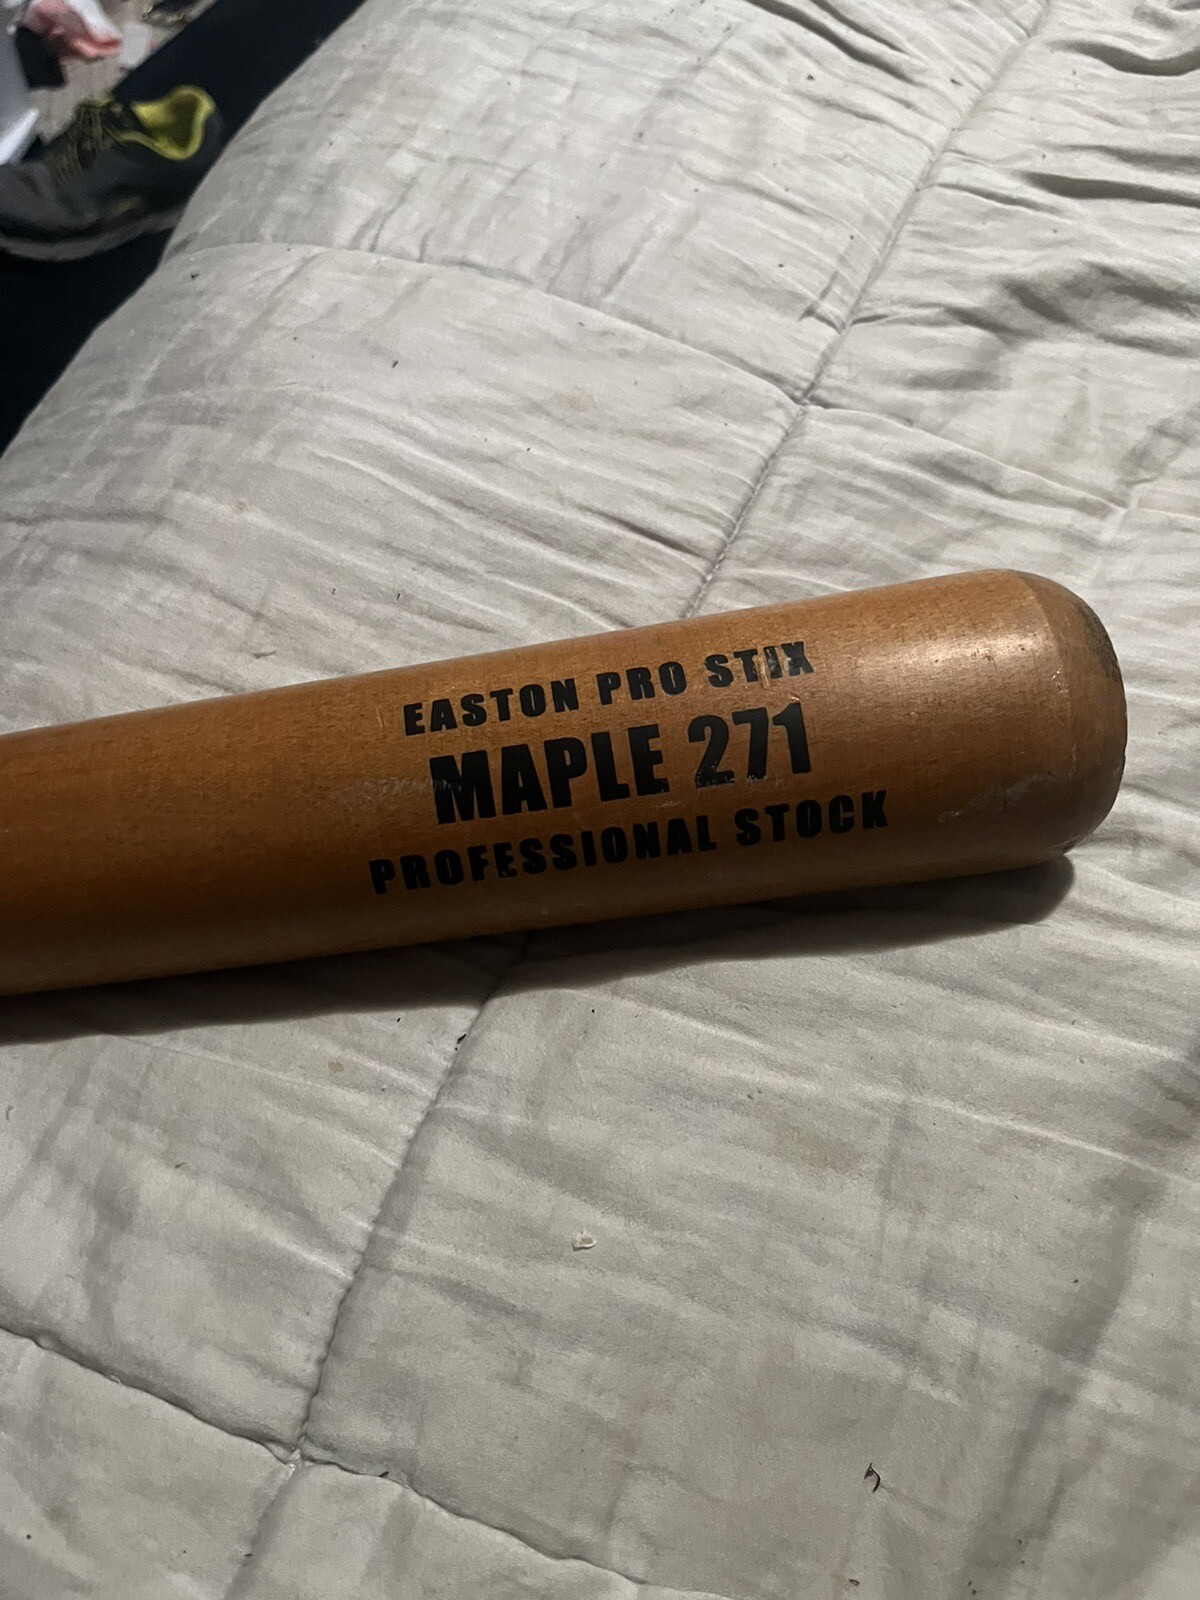 EASTON PRO STIX
MAPLE 271
PROFESSIONAL STOCK